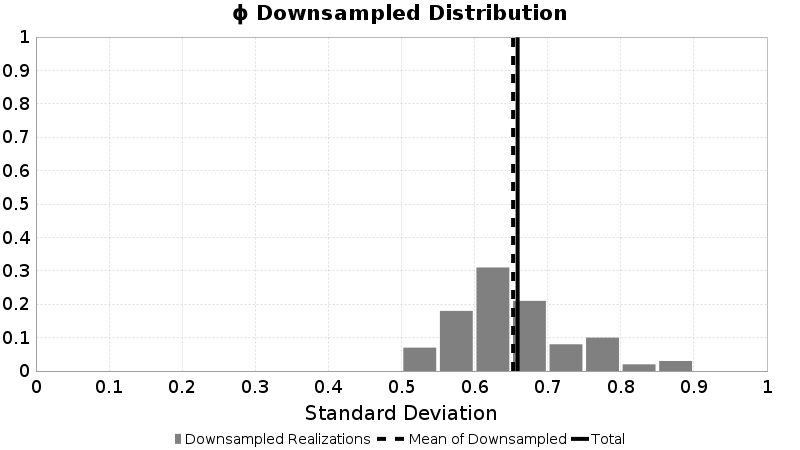 ϕ Downsampled Distribution
1
0.9
0.8
0.7
0.6
0.5
0.4
0.3
0.2
0.1
0
0 0.1 0.2 0.3 0.4 0.5 0.6 0.7 0.8 0.9 1
Standard Deviation
Downsampled Realizations Mean of Downsampled Total